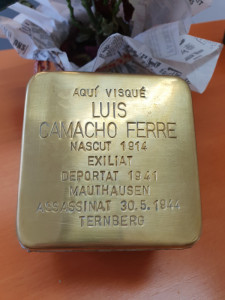 AQUÍ VISQUÉ
LUIS
CAMACHO FERRE
NASCUT 1914
EXILIAT
DEPORTAT 1941
MAUTHAUSEN
ASSASSINAT 30.5.1944
TERNBERG